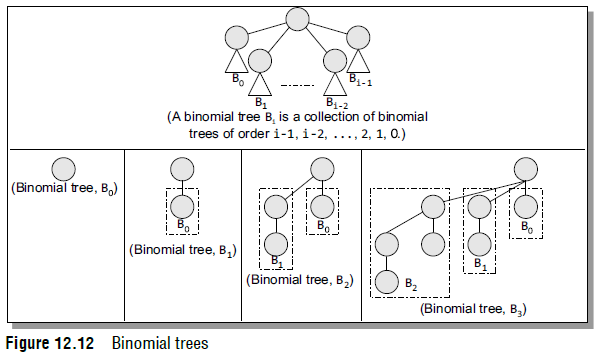 B0 Bi-1
B1 Bi-2
(A binomial tree Bi is a collection of binomial
trees of order i-1, i-2, ..., 2, 1, 0.)
(Binomial tree, B0)
B0
(Binomial tree, B1)
B1 B0
(Binomial tree, B2)
B2 B1 B0
(Binomial tree, B3)
Figure 12.12 Binomial trees